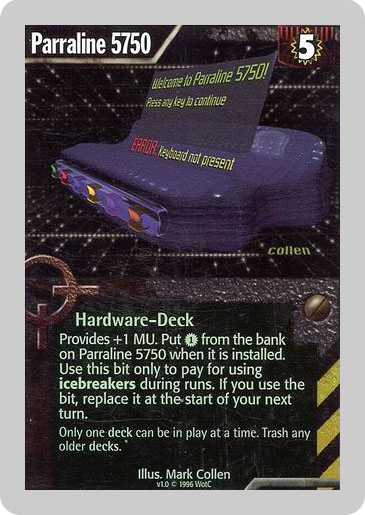 Parraline 5750
5
Welcome to Parraline 5750!
Press any key to continue
ERROR: Keyboard not present
collen
Hardware-Deck
Provides +1 MU. Put 1 from the bank
on Parraline 5750 when it is installed.
Use this bit only to pay for using
icebreakers during runs. If you use the
bit, replace it at the start of your next
turn.
Only one deck can be in play at a time. Trash any
older decks.
Illus. Mark Collen
v1.0 © 1996 WotC